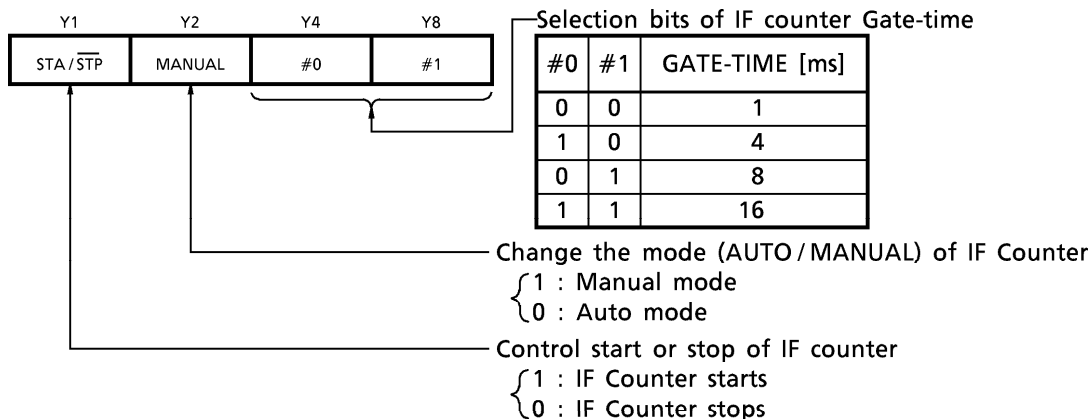 Y1 Y2 Y4 Y8
STA / S̅T̅P̅ MANUAL #0 #1
Selection bits of IF counter Gate-time
#0 #1 GATE-TIME [ms]
0 0 1
1 0 4
0 1 8
1 1 16
Change the mode (AUTO / MANUAL) of IF Counter
1 : Manual mode
0 : Auto mode
Control start or stop of IF counter
1 : IF Counter starts
0 : IF Counter stops